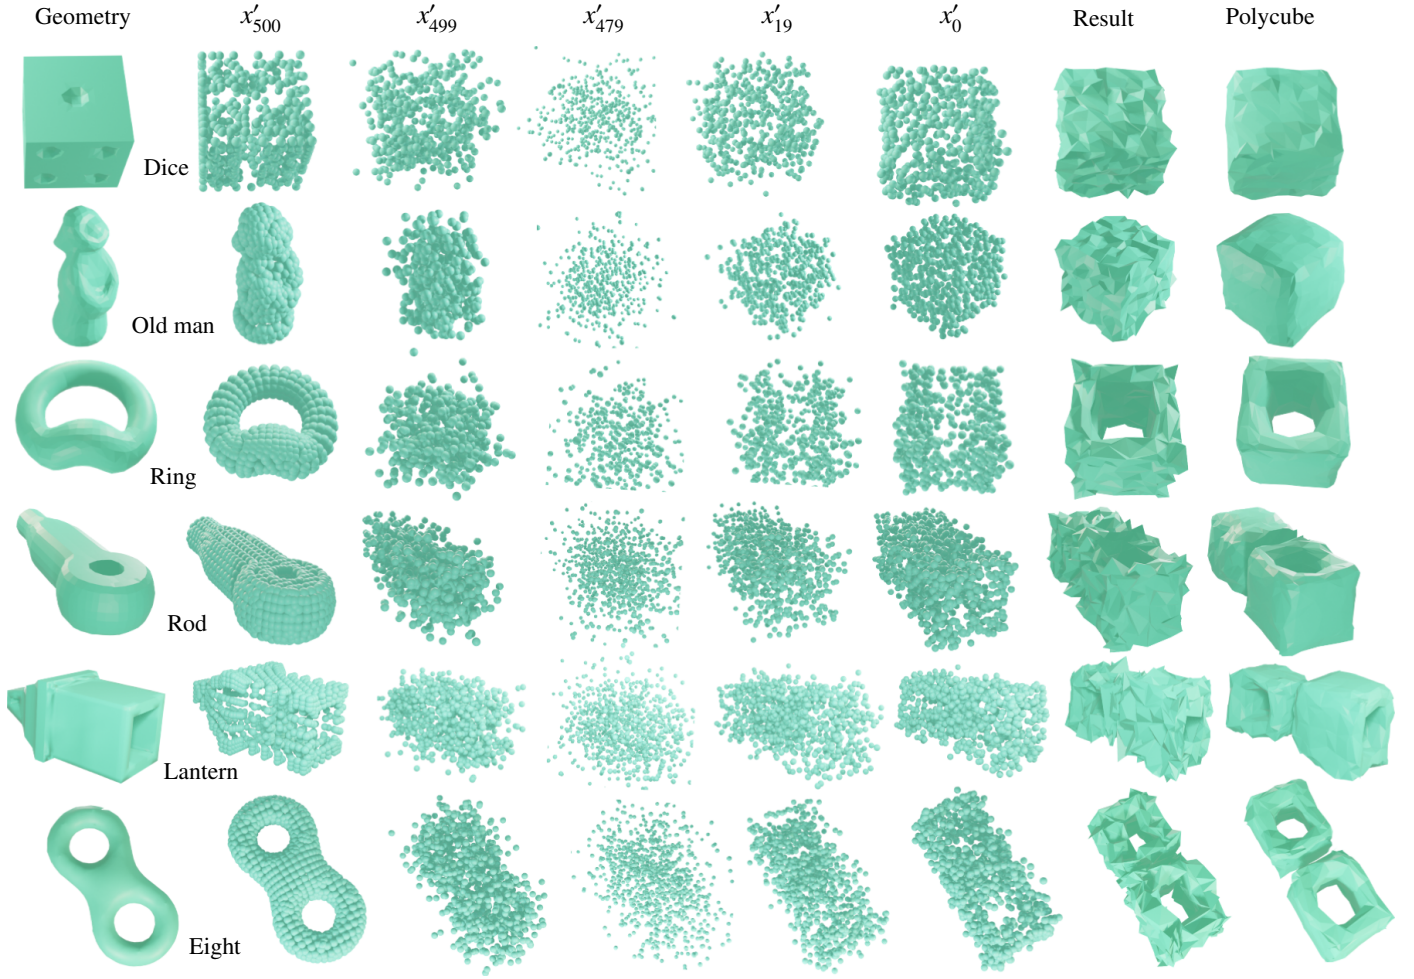 Geometry x′500 x′499 x′479 x′19 x′0 Result Polycube
Dice
Old man
Ring
Rod
Lantern
Eight